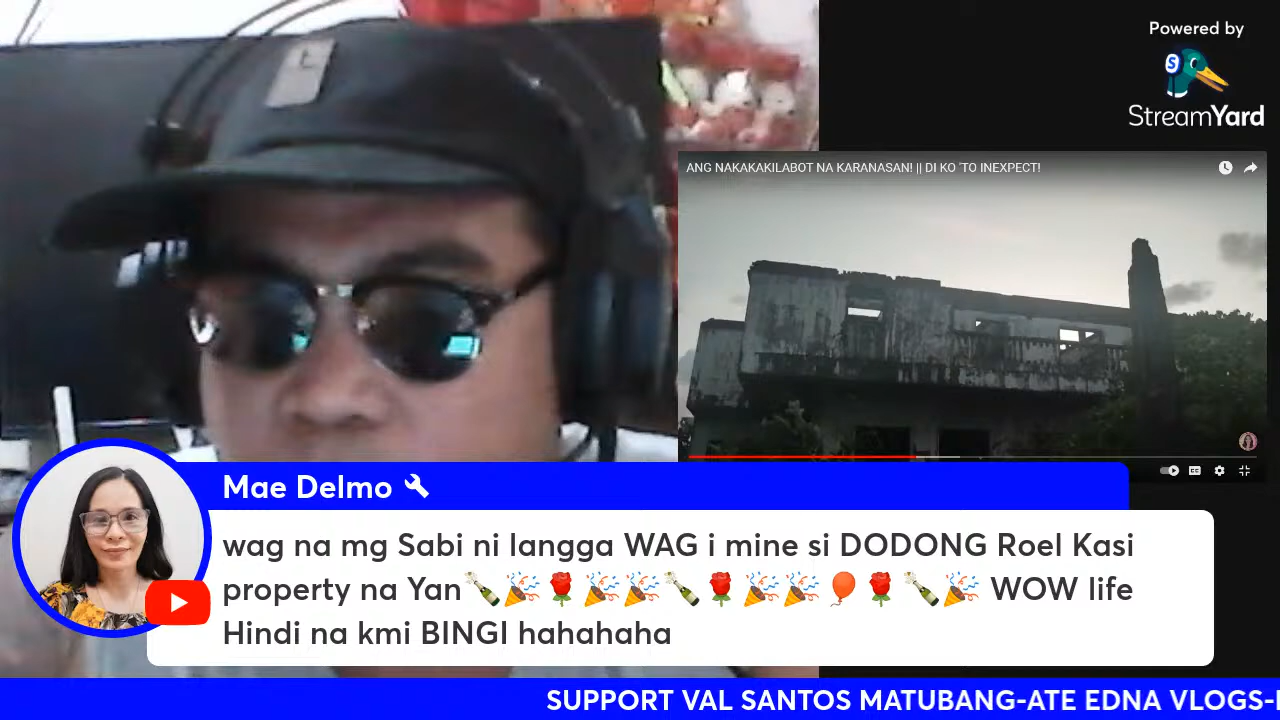 Powered by
StreamYard
ANG NAKAKAKILABOT NA KARANASAN! || DI KO 'TO INEXPECT!
Mae Delmo
wag na mg Sabi ni langga WAG i mine si DODONG Roel Kasi
property na Yan🍾🎉🌹🎉🎉🍾🌹🎉🎉🎈🌹🍾🎉 WOW life
Hindi na kmi BINGI hahahaha
SUPPORT VAL SANTOS MATUBANG-ATE EDNA VLOGS-